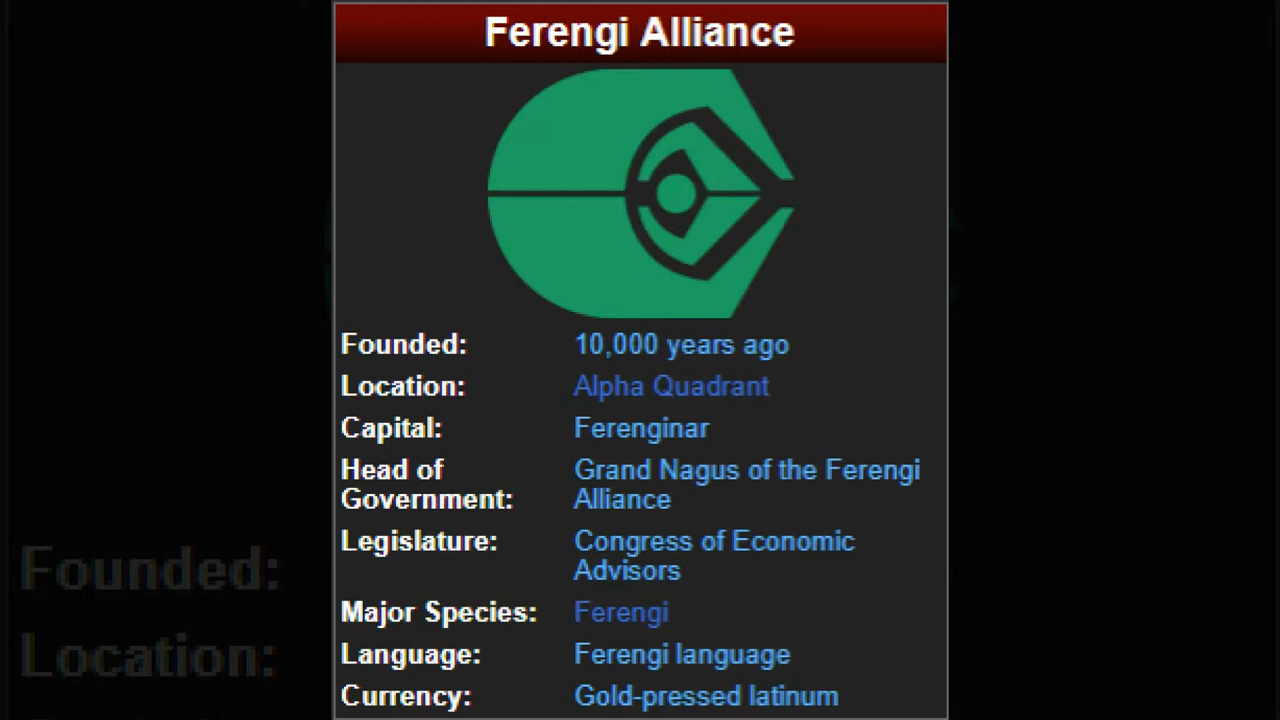 Ferengi Alliance
Founded: 10,000 years ago
Location: Alpha Quadrant
Capital: Ferenginar
Head of Government: Grand Nagus of the Ferengi Alliance
Legislature: Congress of Economic Advisors
Major Species: Ferengi
Language: Ferengi language
Currency: Gold-pressed latinum
Founded:
Location: